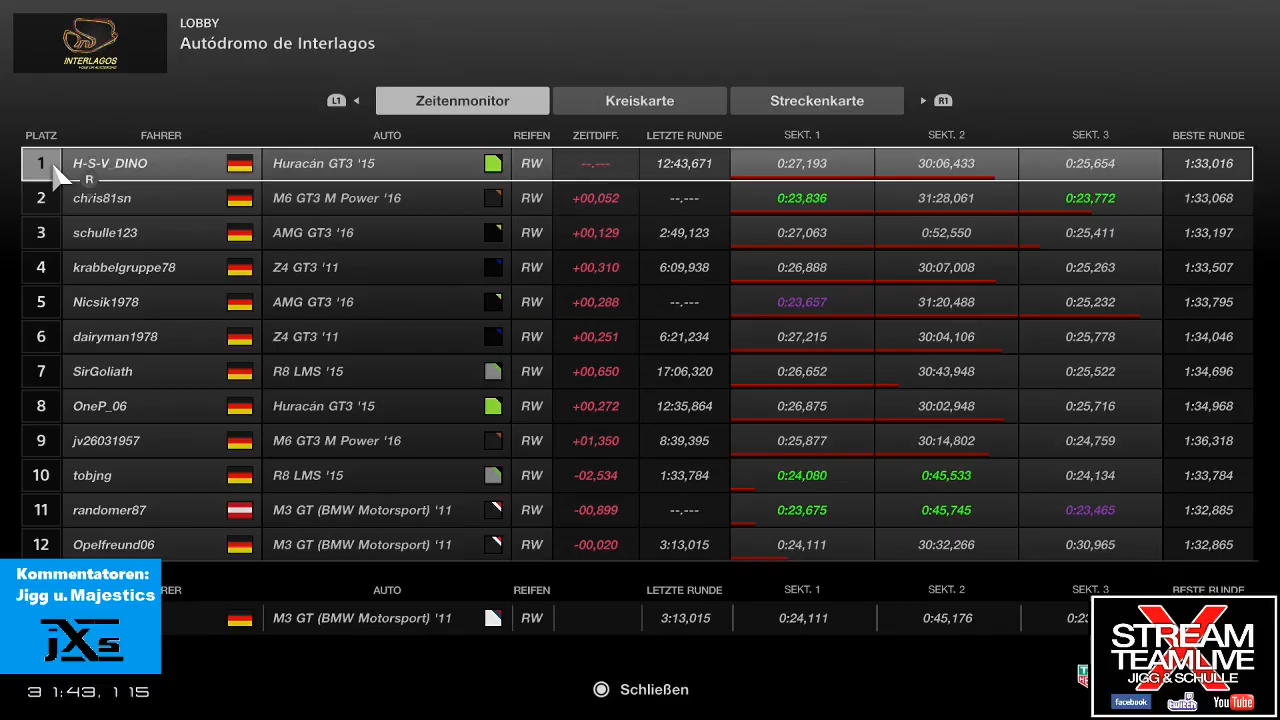 LOBBY
Autódromo de Interlagos
INTERLAGOS
L1 Zeitenmonitor Kreiskarte Streckenkarte R1
PLATZ FAHRER AUTO REIFEN ZEITDIFF. LETZTE RUNDE SEKT. 1 SEKT. 2 SEKT. 3 BESTE RUNDE
1 H-S-V_DINO Huracán GT3 '15 RW --,--- 12:43,671 0:27,193 30:06,433 0:25,654 1:33,016
R
2 chris81sn M6 GT3 M Power '16 RW +00,052 --,--- 0:23,836 31:28,061 0:23,772 1:33,068
3 schulle123 AMG GT3 '16 RW +00,129 2:49,123 0:27,063 0:52,550 0:25,411 1:33,197
4 krabbelgruppe78 Z4 GT3 '11 RW +00,310 6:09,938 0:26,888 30:07,008 0:25,263 1:33,507
5 Nicsik1978 AMG GT3 '16 RW +00,288 --,--- 0:23,657 31:20,488 0:25,232 1:33,795
6 dairyman1978 Z4 GT3 '11 RW +00,251 6:21,234 0:27,215 30:04,106 0:25,778 1:34,046
7 SirGoliath R8 LMS '15 RW +00,650 17:06,320 0:26,652 30:43,948 0:25,522 1:34,696
8 OneP_06 Huracán GT3 '15 RW +00,272 12:35,864 0:26,875 30:02,948 0:25,716 1:34,968
9 jv26031957 M6 GT3 M Power '16 RW +01,350 8:39,395 0:25,877 30:14,802 0:24,759 1:36,318
10 tobjng R8 LMS '15 RW -02,534 1:33,784 0:24,080 0:45,533 0:24,134 1:33,784
11 randomer87 M3 GT (BMW Motorsport) '11 RW -00,899 --,--- 0:23,675 0:45,745 0:23,465 1:32,885
12 Opelfreund06 M3 GT (BMW Motorsport) '11 RW -00,020 3:13,015 0:24,111 30:32,266 0:30,965 1:32,865
Kommentatoren:
Jigg u. Majestics
jXs
RER AUTO REIFEN LETZTE RUNDE SEKT. 1 SEKT. 2 SEKT. 3 BESTE RUNDE
M3 GT (BMW Motorsport) '11 RW 3:13,015 0:24,111 0:45,176 0:23
3 1:43, 115
Schließen
X
STREAM
TEAMLIVE
JIGG & SCHULLE
facebook twitch YouTube